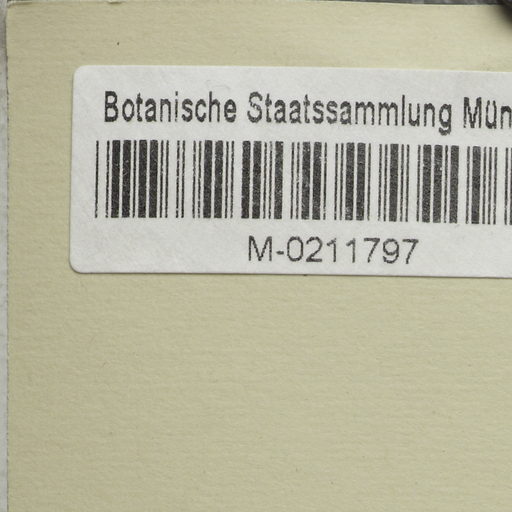 Botanische Staatssammlung Mün
M-0211797